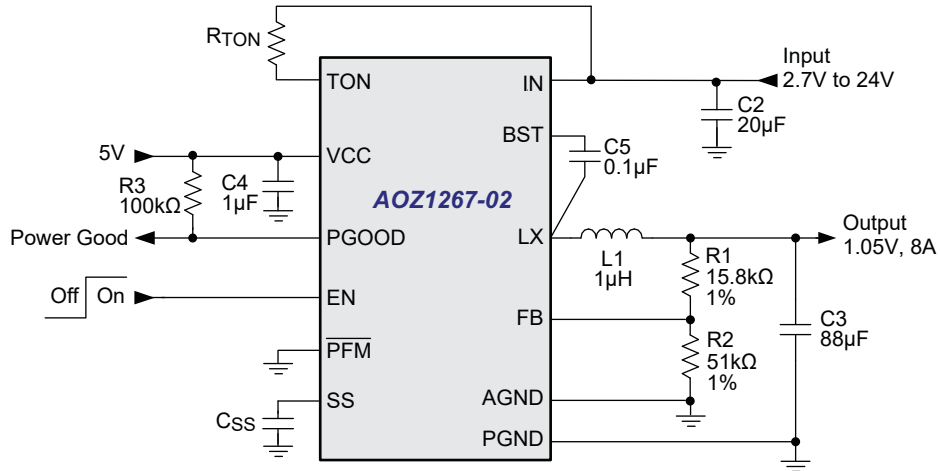 RTON
TON
IN
Input
2.7V to 24V
C2
20µF
BST
C5
0.1µF
5V
VCC
R3
100kΩ
C4
1µF
AOZ1267-02
Power Good
PGOOD
LX
L1
1µH
Output
1.05V, 8A
R1
15.8kΩ
1%
Off
On
EN
FB
R2
51kΩ
1%
C3
88µF
PFM
SS
CSS
AGND
PGND